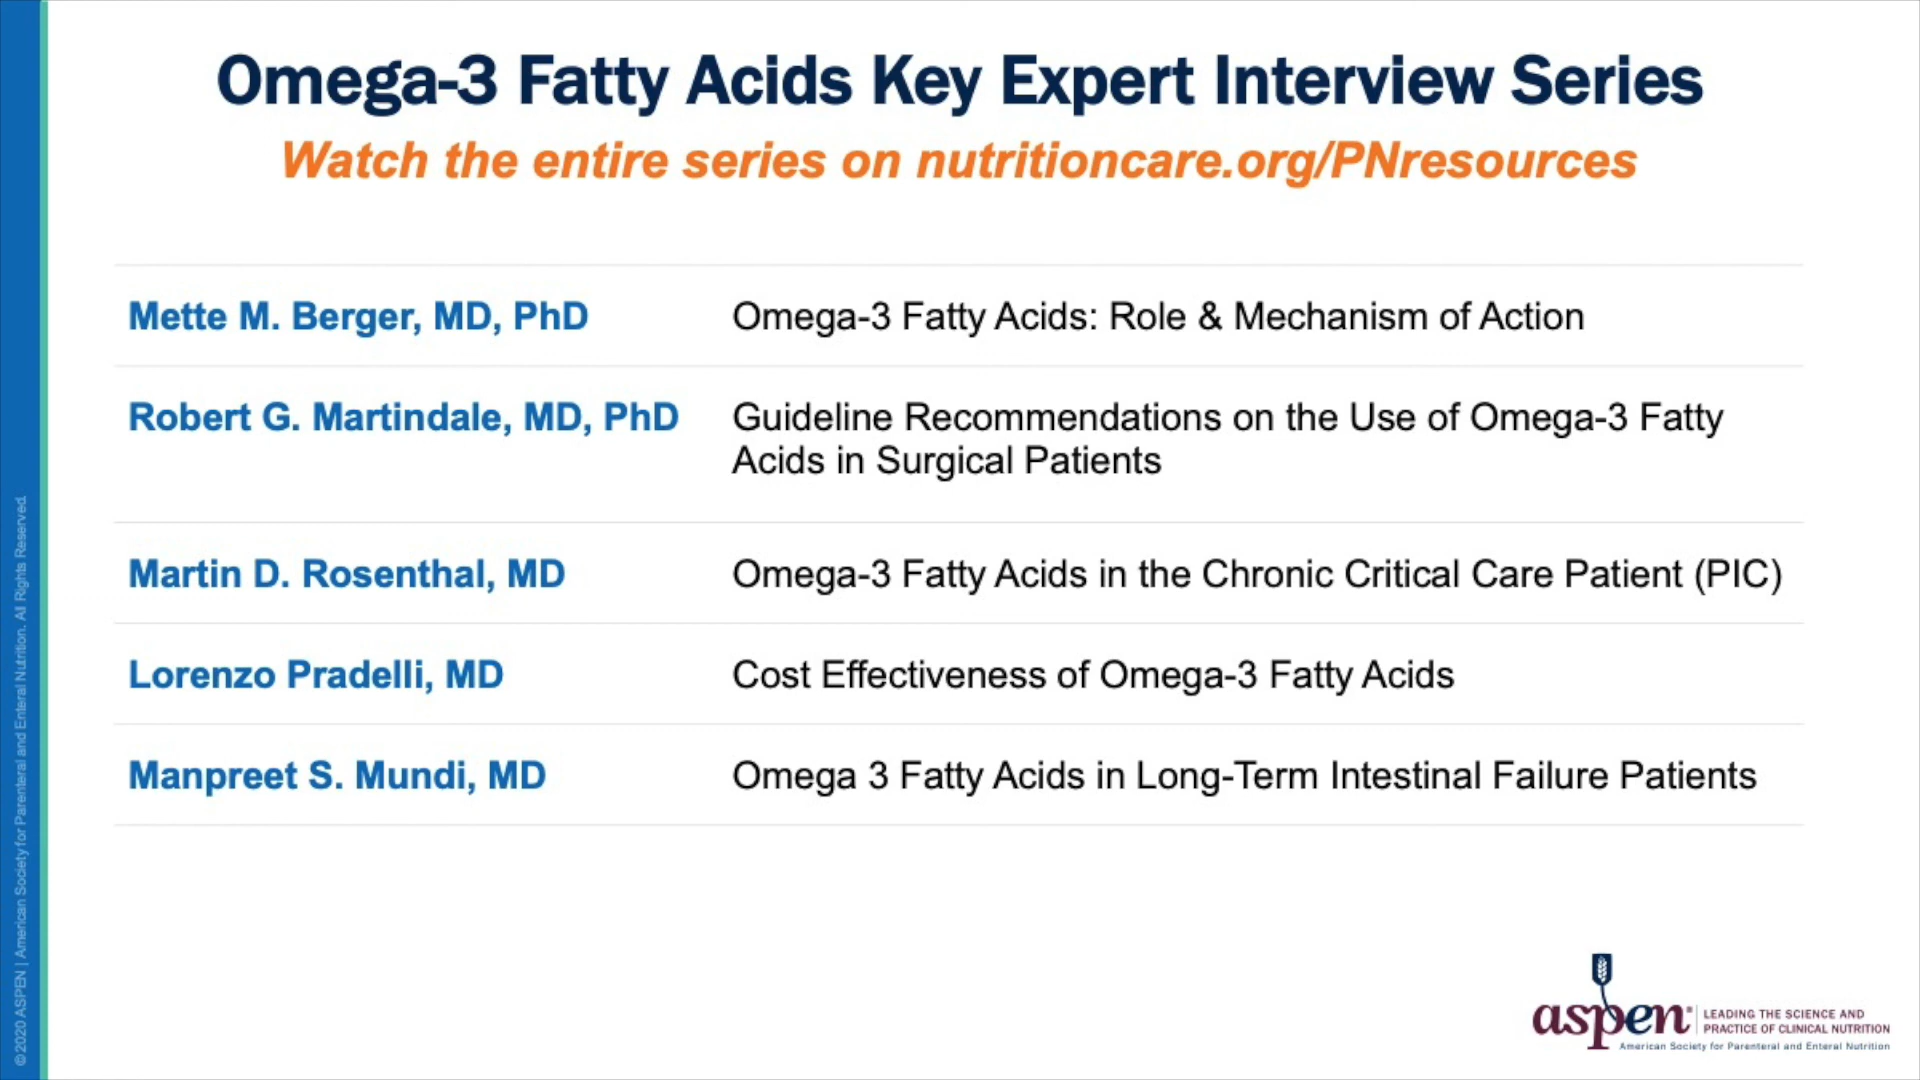 Omega-3 Fatty Acids Key Expert Interview Series
Watch the entire series on nutritioncare.org/PNresources
Mette M. Berger, MD, PhD
Omega-3 Fatty Acids: Role & Mechanism of Action
Robert G. Martindale, MD, PhD
Guideline Recommendations on the Use of Omega-3 Fatty
Acids in Surgical Patients
Martin D. Rosenthal, MD
Omega-3 Fatty Acids in the Chronic Critical Care Patient (PIC)
Lorenzo Pradelli, MD
Cost Effectiveness of Omega-3 Fatty Acids
Manpreet S. Mundi, MD
Omega 3 Fatty Acids in Long-Term Intestinal Failure Patients
©2020 ASPEN | American Society for Parenteral and Enteral Nutrition. All Rights Reserved.
aspen®
LEADING THE SCIENCE AND
PRACTICE OF CLINICAL NUTRITION
American Society for Parenteral and Enteral Nutrition